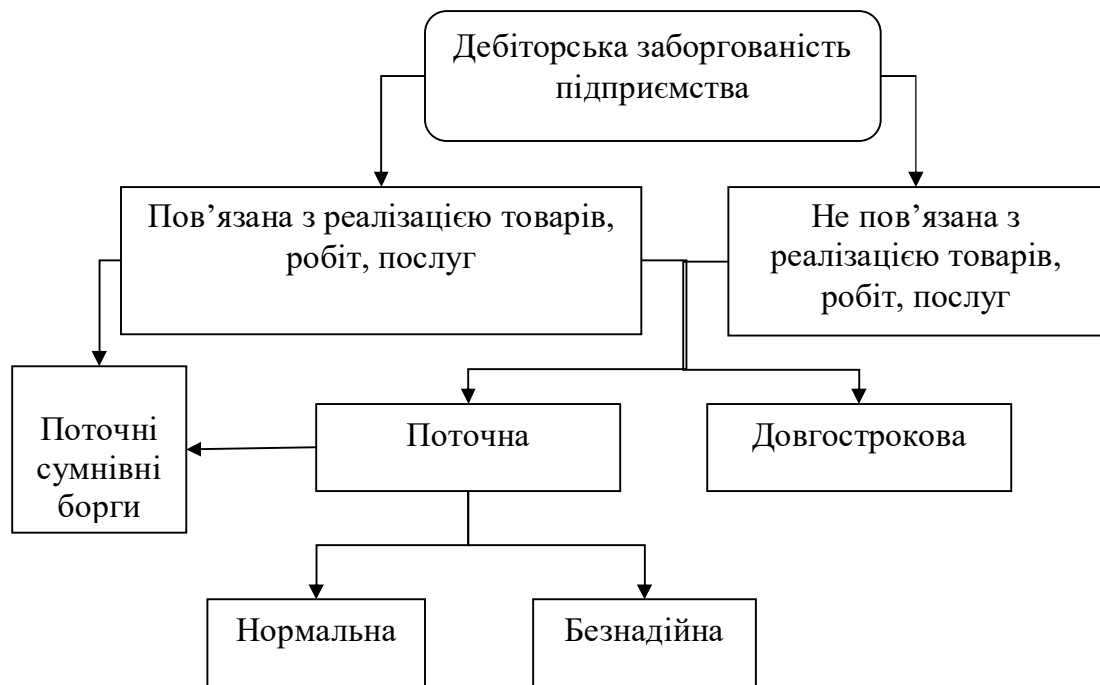 Дебіторська заборгованість
підприємства
Пов’язана з реалізацією товарів,
робіт, послуг
Не пов’язана з
реалізацією товарів,
робіт, послуг
Поточні
сумнівні
борги
Поточна
Довгострокова
Нормальна
Безнадійна